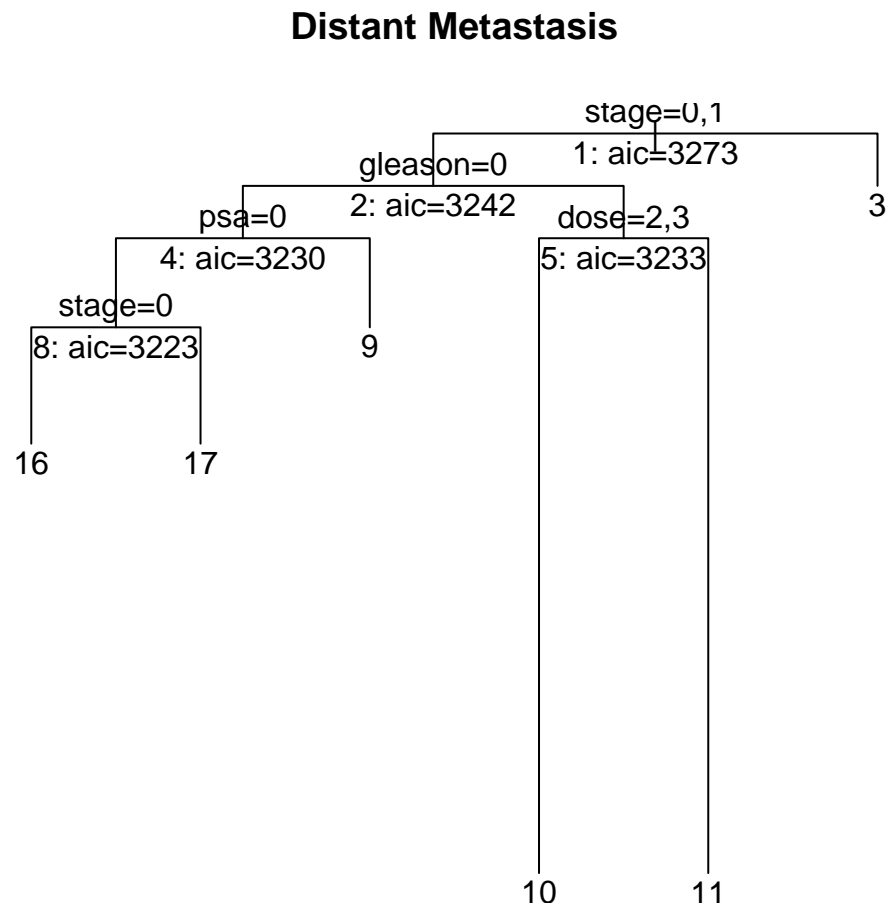 Distant Metastasis
stage=0,1
1: aic=3273
gleason=0
2: aic=3242
3
psa=0
dose=2,3
4: aic=3230
5: aic=3233
stage=0
8: aic=3223
9
16
17
10
11